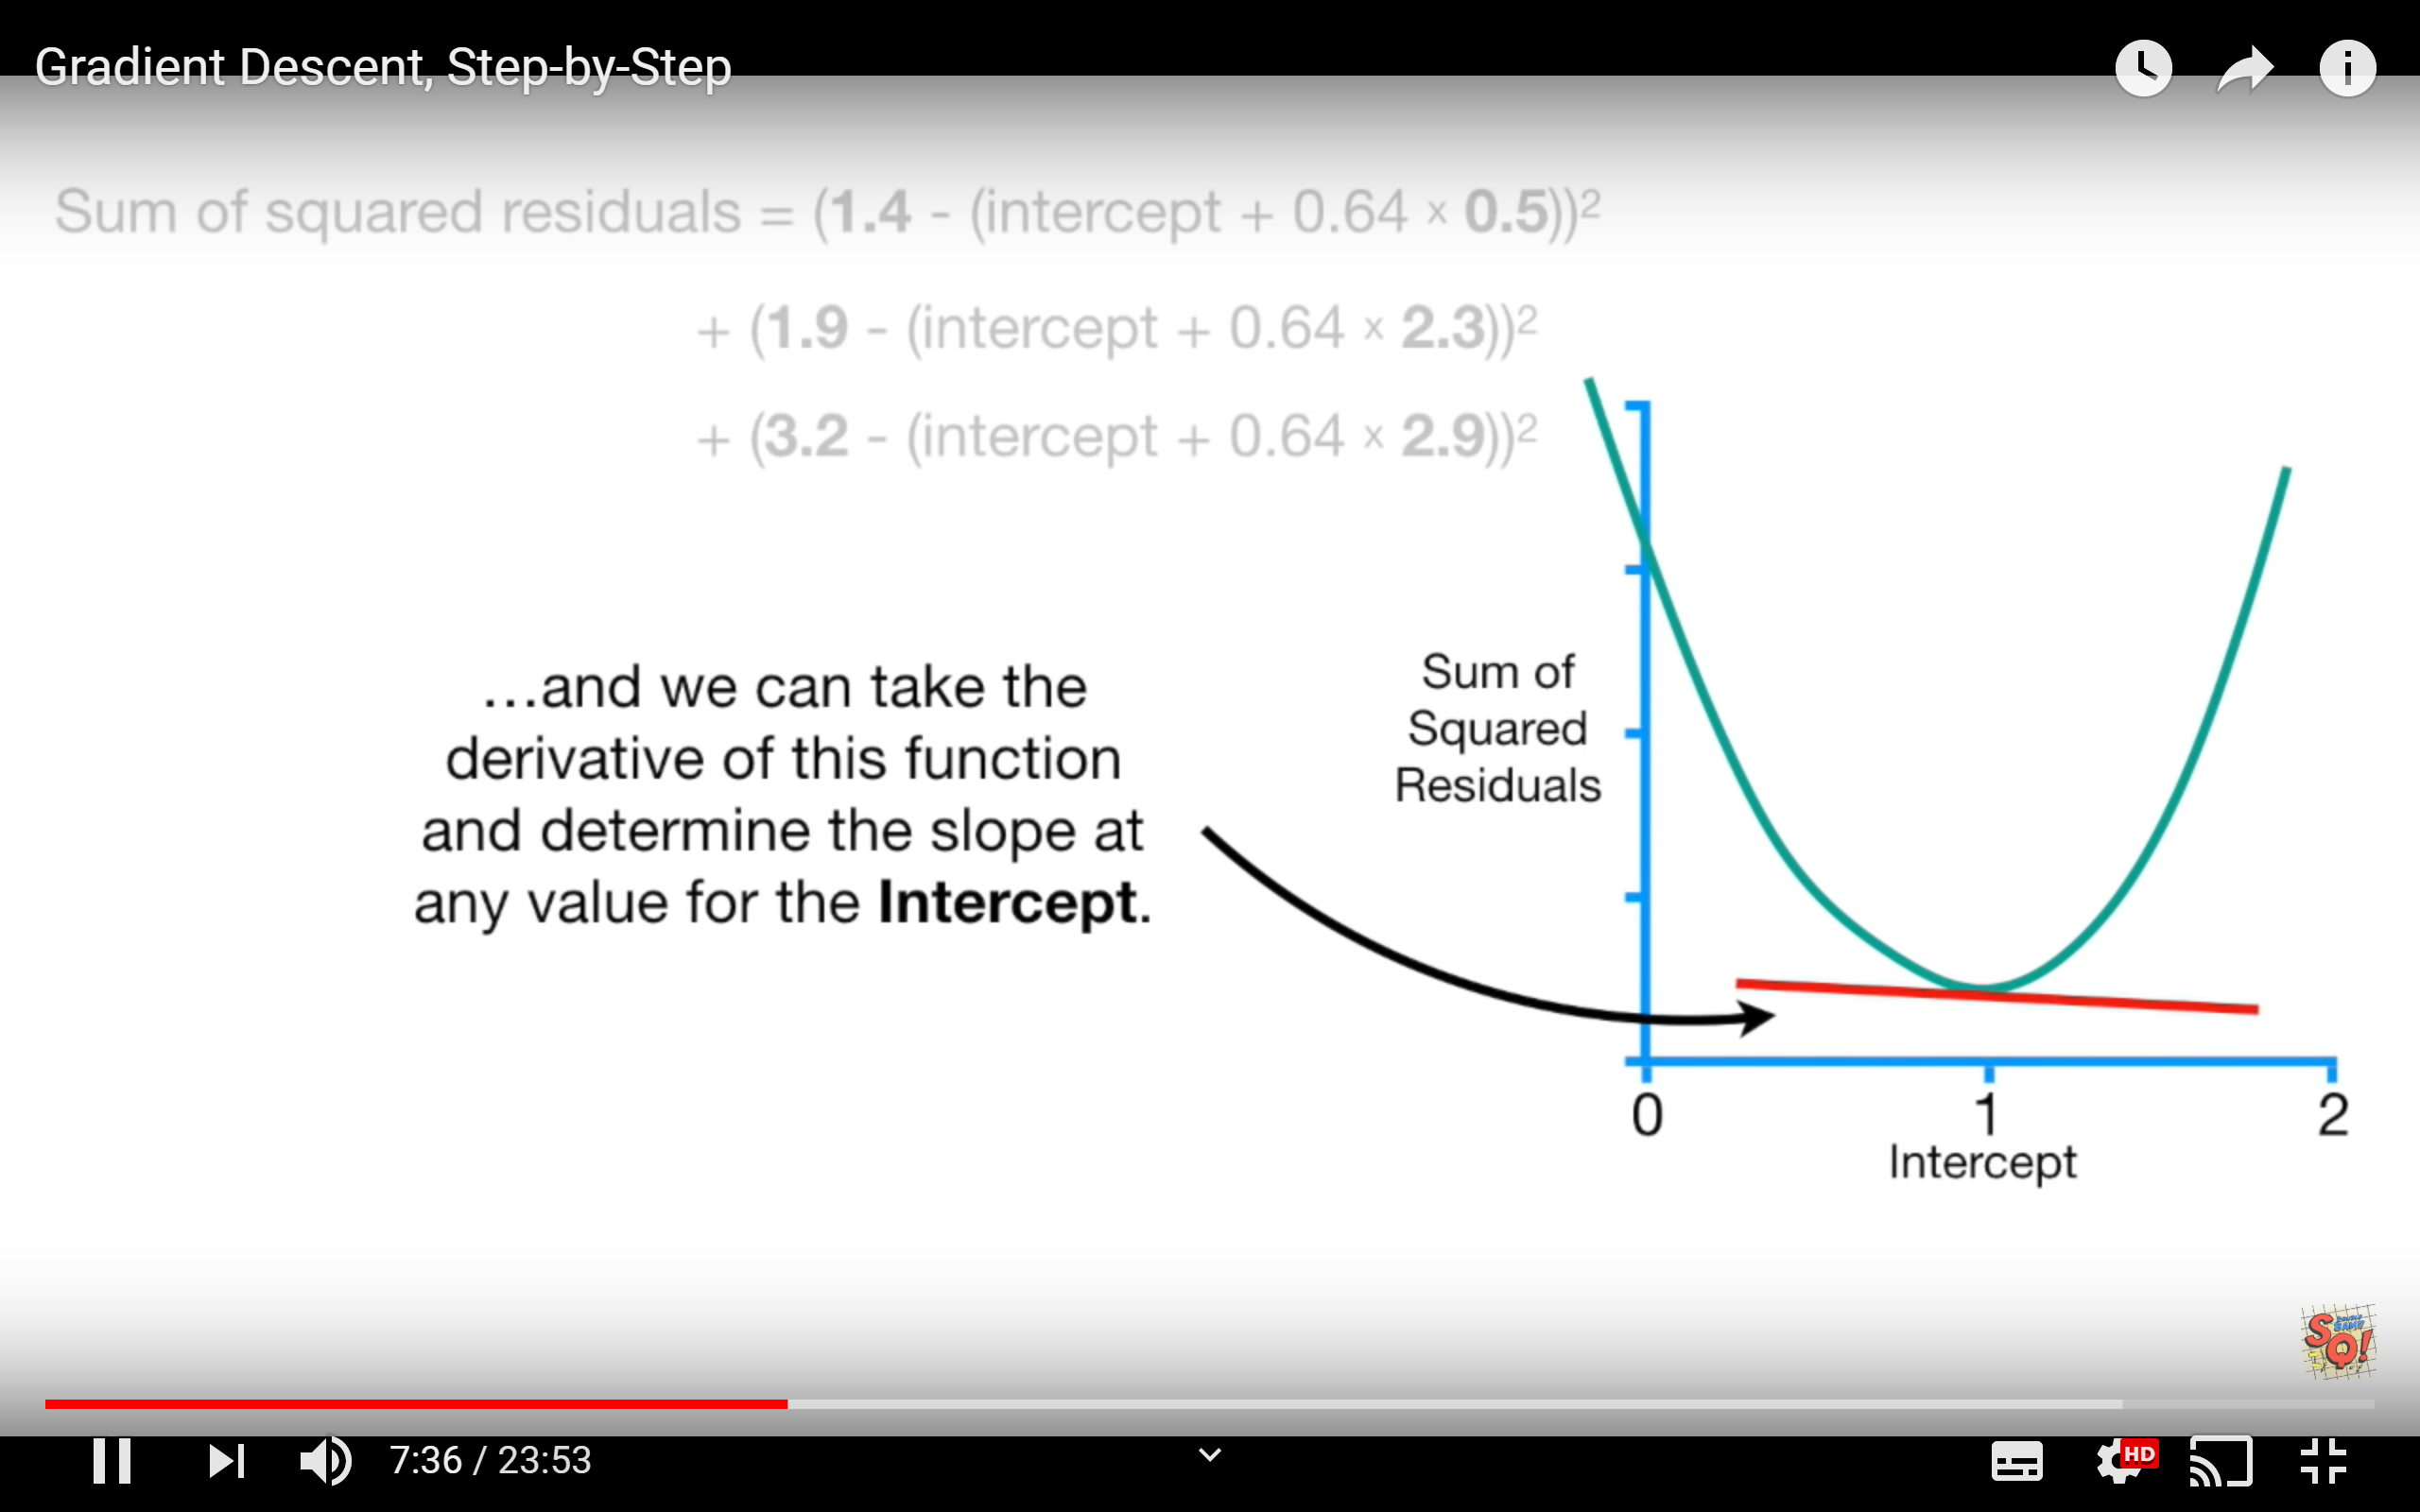 Gradient Descent, Step-by-Step
Sum of squared residuals = (1.4 - (intercept + 0.64 x 0.5))²
+ (1.9 - (intercept + 0.64 x 2.3))²
+ (3.2 - (intercept + 0.64 x 2.9))²
...and we can take the
derivative of this function
and determine the slope at
any value for the Intercept.
Sum of
Squared
Residuals
0 1 2
Intercept
SQ!
7:36 / 23:53
HD